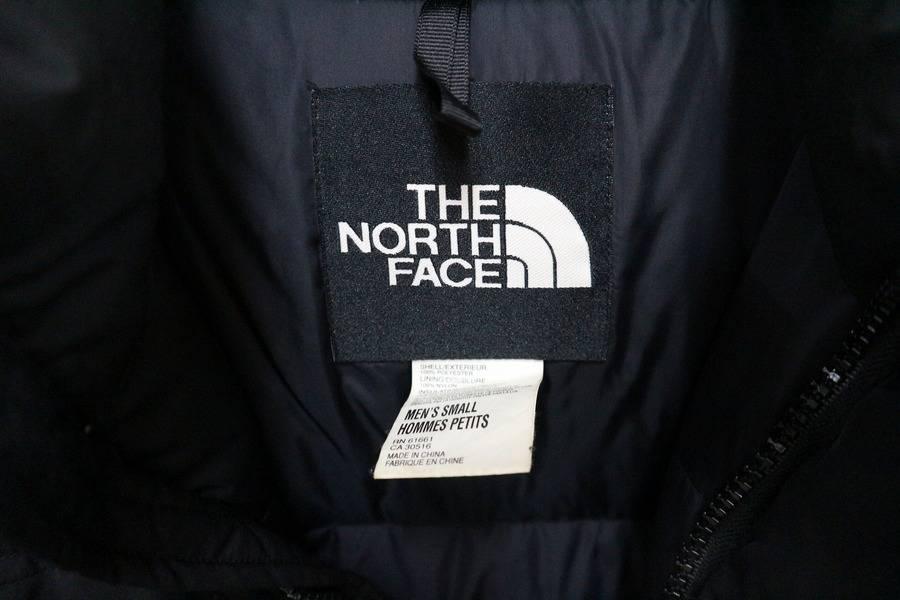 THE
NORTH
FACE
SHELL/EXTERIEUR
100% POLYESTER
LINING/DOUBLURE
100% NYLON
MEN'S SMALL
HOMMES PETITS
RN 61661
CA 30516
MADE IN CHINA
FABRIQUE EN CHINE